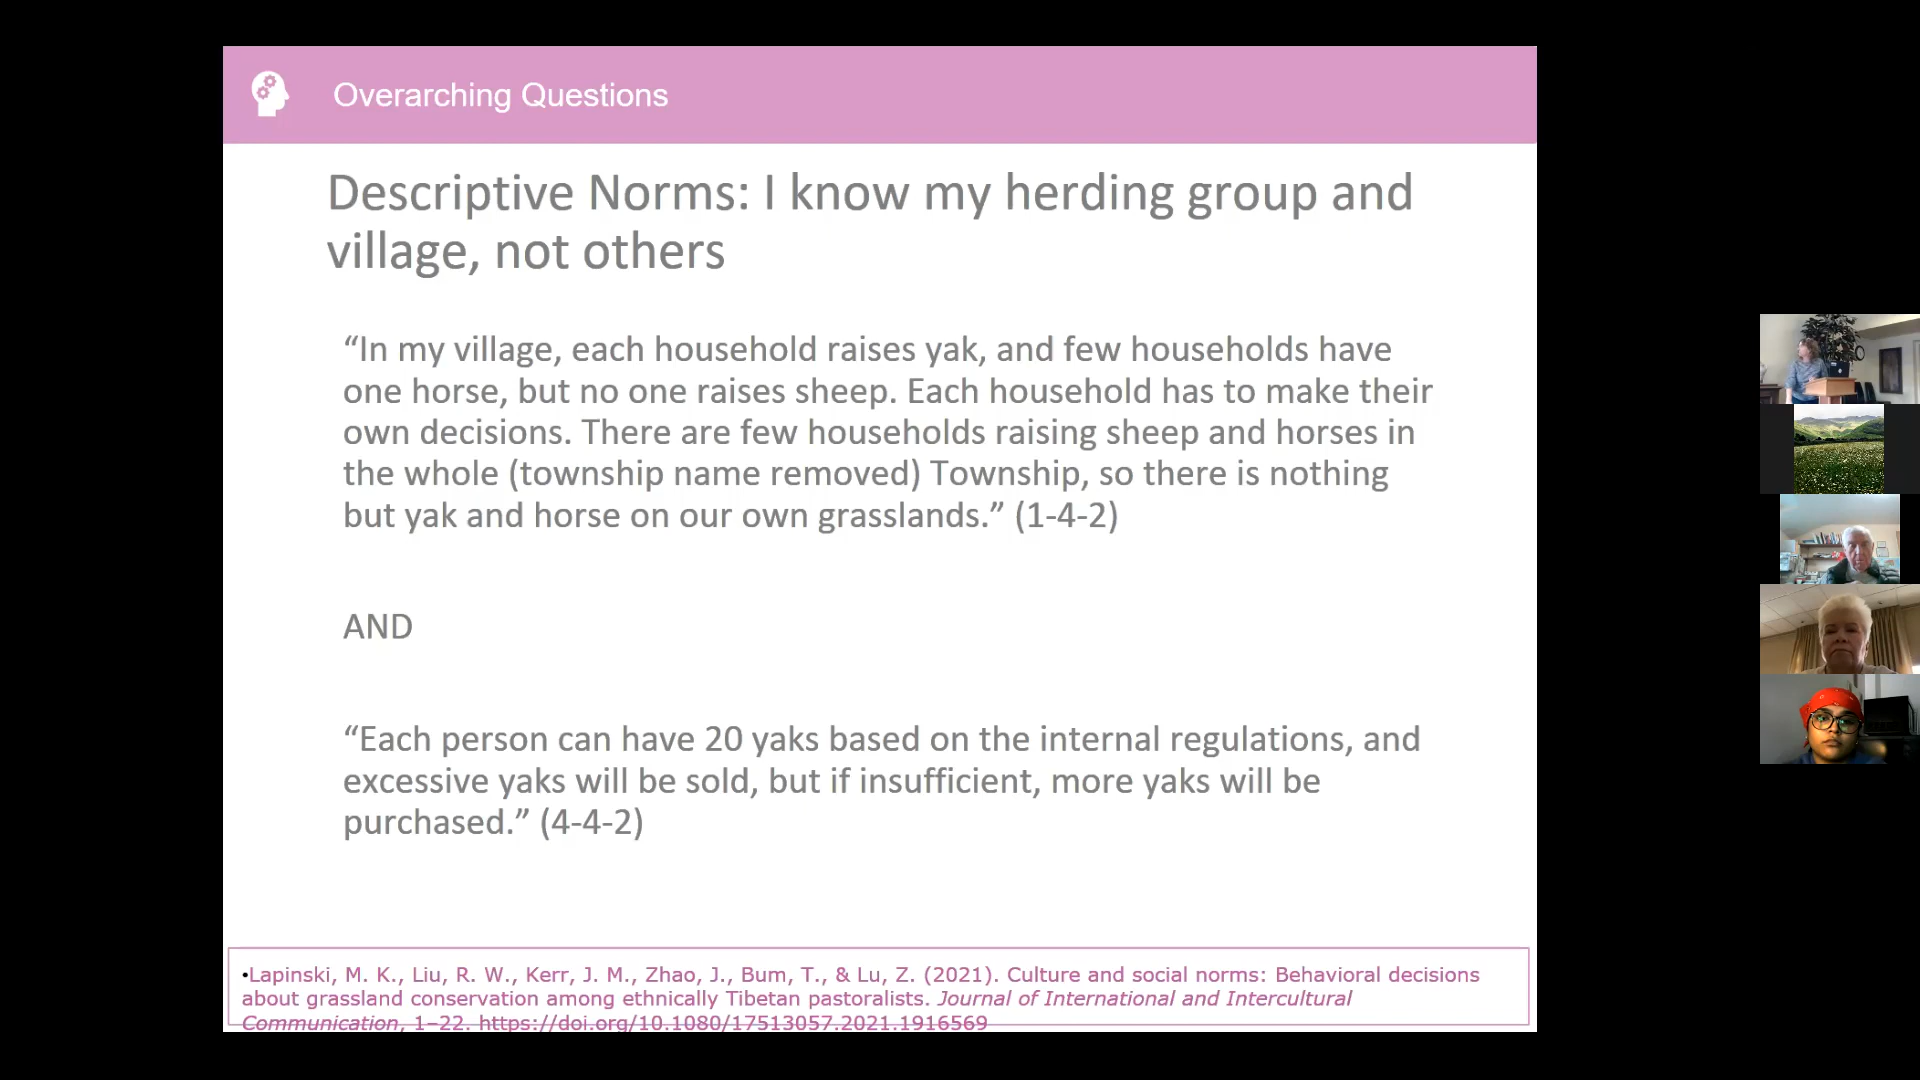 Overarching Questions
Descriptive Norms: I know my herding group and
village, not others
“In my village, each household raises yak, and few households have
one horse, but no one raises sheep. Each household has to make their
own decisions. There are few households raising sheep and horses in
the whole (township name removed) Township, so there is nothing
but yak and horse on our own grasslands.” (1-4-2)
AND
“Each person can have 20 yaks based on the internal regulations, and
excessive yaks will be sold, but if insufficient, more yaks will be
purchased.” (4-4-2)
•Lapinski, M. K., Liu, R. W., Kerr, J. M., Zhao, J., Bum, T., & Lu, Z. (2021). Culture and social norms: Behavioral decisions
about grassland conservation among ethnically Tibetan pastoralists. Journal of International and Intercultural
Communication, 1–22. https://doi.org/10.1080/17513057.2021.1916569